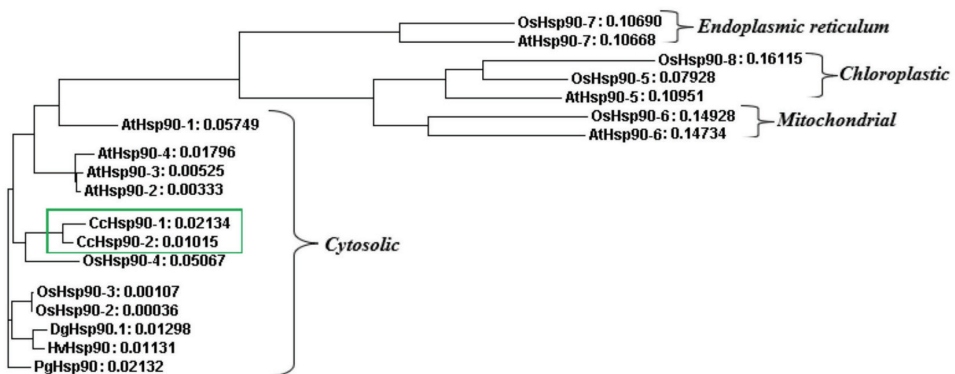 OsHsp90-7: 0.10690
Endoplasmic reticulum
AtHsp90-7: 0.10668
OsHsp90-8: 0.16115
OsHsp90-5: 0.07928
Chloroplastic
AtHsp90-5: 0.10951
OsHsp90-6: 0.14928
Mitochondrial
AtHsp90-6: 0.14734
AtHsp90-1: 0.05749
AtHsp90-4: 0.01796
AtHsp90-3: 0.00525
AtHsp90-2: 0.00333
CcHsp90-1: 0.02134
CcHsp90-2: 0.01015
Cytosolic
OsHsp90-4: 0.05067
OsHsp90-3: 0.00107
OsHsp90-2: 0.00036
DgHsp90.1: 0.01298
HvHsp90: 0.01131
PgHsp90: 0.02132